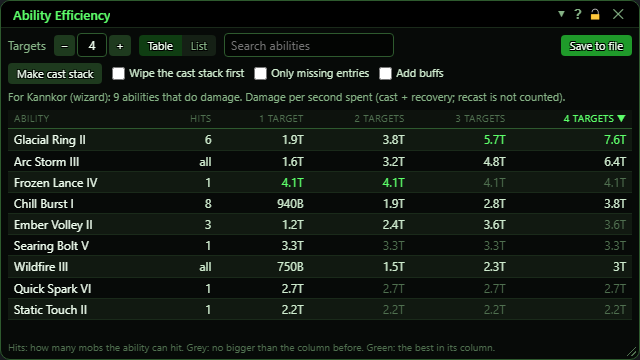 Ability Efficiency
▼ ?
Targets − 4 + Table List Search abilities Save to file
Make cast stack Wipe the cast stack first Only missing entries Add buffs
For Kannkor (wizard): 9 abilities that do damage. Damage per second spent (cast + recovery; recast is not counted).
ABILITY HITS 1 TARGET 2 TARGETS 3 TARGETS 4 TARGETS ▼
Glacial Ring II 6 1.9T 3.8T 5.7T 7.6T
Arc Storm III all 1.6T 3.2T 4.8T 6.4T
Frozen Lance IV 1 4.1T 4.1T 4.1T 4.1T
Chill Burst I 8 940B 1.9T 2.8T 3.8T
Ember Volley II 3 1.2T 2.4T 3.6T 3.6T
Searing Bolt V 1 3.3T 3.3T 3.3T 3.3T
Wildfire III all 750B 1.5T 2.3T 3T
Quick Spark VI 1 2.7T 2.7T 2.7T 2.7T
Static Touch II 1 2.2T 2.2T 2.2T 2.2T
Hits: how many mobs the ability can hit. Grey: no bigger than the column before. Green: the best in its column.